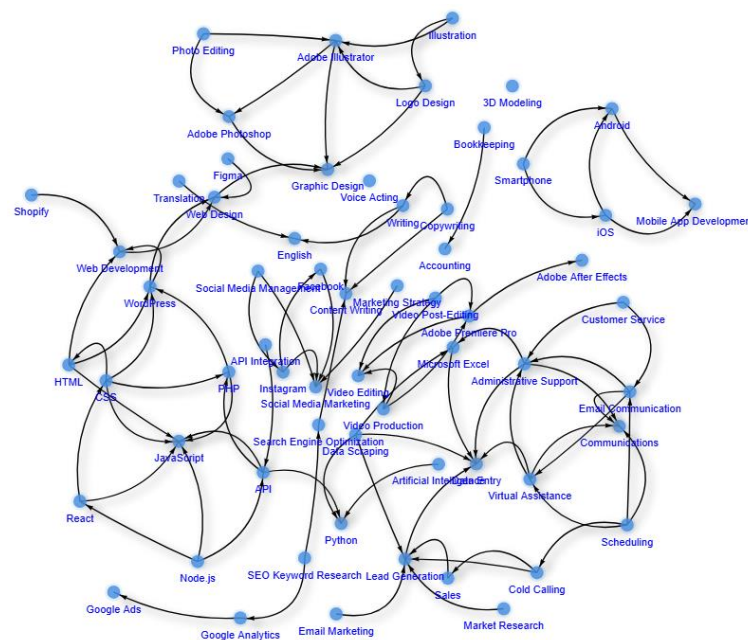 Illustration
Photo Editing
Adobe Illustrator
Logo Design
3D Modeling
Android
Adobe Photoshop
Bookkeeping
Figma
Graphic Design
Smartphone
Translation
Voice Acting
Shopify
Web Design
Writing
Copywriting
iOS
Mobile App Development
English
Web Development
Accounting
Social Media Management
Facebook
Adobe After Effects
WordPress
Content Writing
Marketing Strategy
Video Post-Editing
Customer Service
Adobe Premiere Pro
API Integration
Microsoft Excel
HTML
CSS
PHP
Instagram
Video Editing
Administrative Support
Social Media Marketing
Email Communication
Video Production
Search Engine Optimization
Communications
JavaScript
Data Scraping
API
Artificial Intelligence
Data Entry
Virtual Assistance
React
Python
Scheduling
Node.js
SEO Keyword Research
Lead Generation
Sales
Cold Calling
Google Ads
Google Analytics
Email Marketing
Market Research